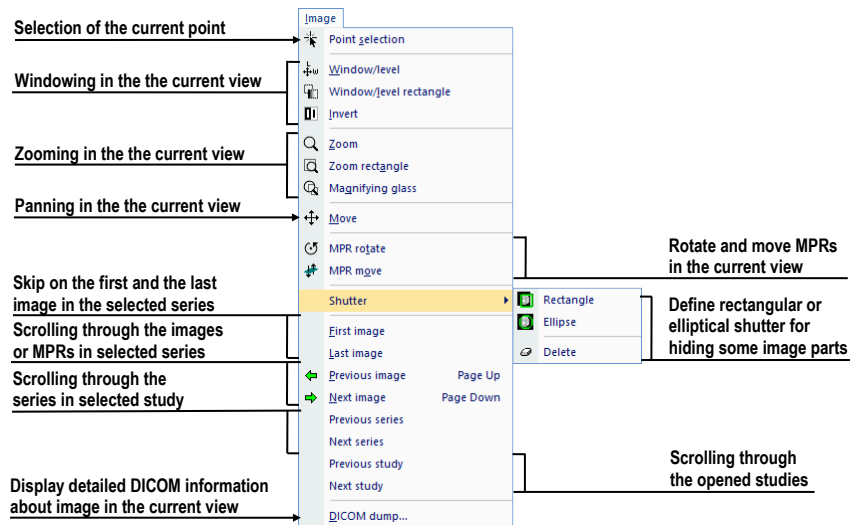 Image
Selection of the current point
Point selection
Windowing in the the current view
Window/level
Window/level rectangle
Invert
Zooming in the the current view
Zoom
Zoom rectangle
Magnifying glass
Panning in the the current view
Move
MPR rotate
MPR move
Rotate and move MPRs
in the current view
Skip on the first and the last
image in the selected series
Shutter
Rectangle
Ellipse
Delete
Define rectangular or
elliptical shutter for
hiding some image parts
Scrolling through the images
or MPRs in selected series
First image
Last image
Scrolling through the
series in selected study
Previous image Page Up
Next image Page Down
Previous series
Next series
Previous study
Next study
Scrolling through
the opened studies
Display detailed DICOM information
about image in the current view
DICOM dump...